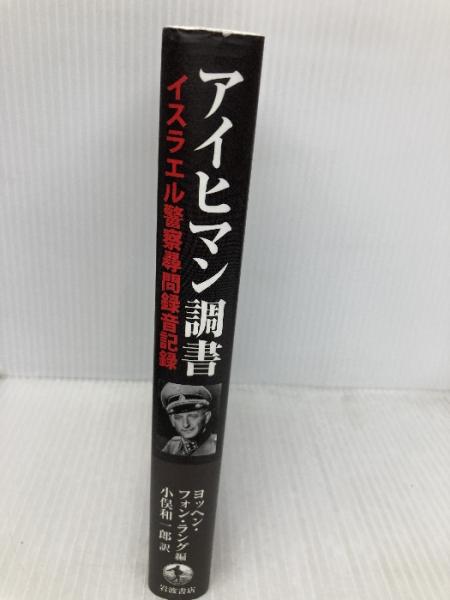 アイヒマン調書
イスラエル警察尋問録音記録
ヨッヘン・
フォン・ラング 編
小俣和一郎 訳
岩波書店